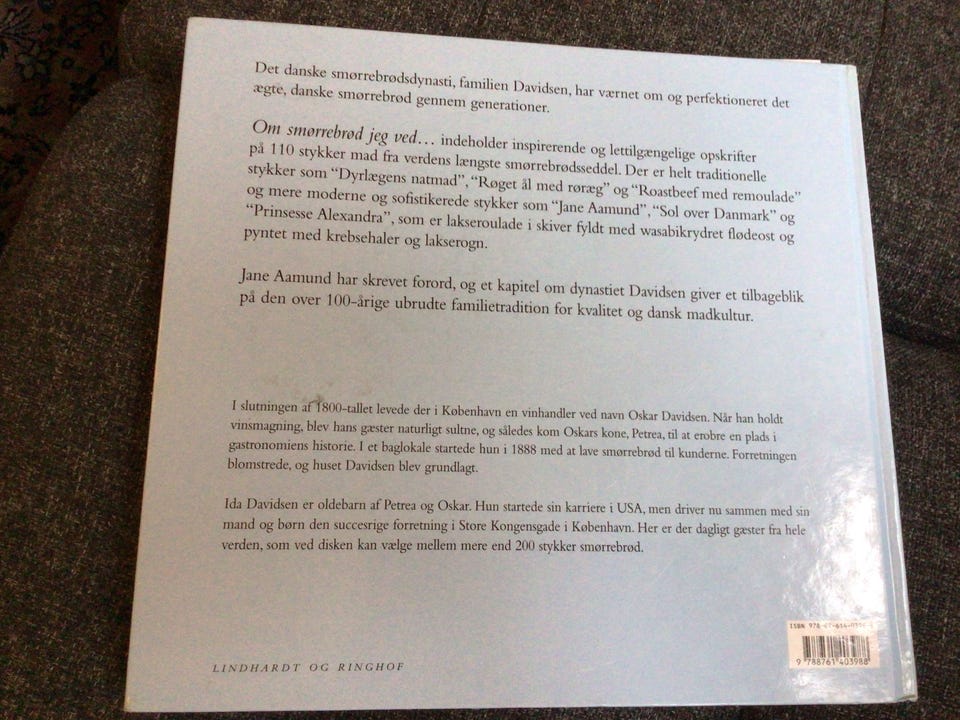 Det danske smørrebrødsdynasti, familien Davidsen, har værnet om og perfektioneret det
ægte, danske smørrebrød gennem generationer.
Om smørrebrød jeg ved… indeholder inspirerende og lettilgængelige opskrifter
på 110 stykker mad fra verdens længste smørrebrødsseddel. Der er helt traditionelle
stykker som “Dyrlægens natmad”, “Røget ål med røræg” og “Roastbeef med remoulade”
og mere moderne og sofistikerede stykker som “Jane Aamund”, “Sol over Danmark” og
“Prinsesse Alexandra”, som er lakseroulade i skiver fyldt med wasabikrydret flødeost og
pyntet med krebsehaler og lakserogn.
Jane Aamund har skrevet forord, og et kapitel om dynastiet Davidsen giver et tilbageblik
på den over 100-årige ubrudte familietradition for kvalitet og dansk madkultur.
I slutningen af 1800-tallet levede der i København en vinhandler ved navn Oskar Davidsen. Når han holdt
vinsmagning, blev hans gæster naturligt sultne, og således kom Oskars kone, Petrea, til at erobre en plads i
gastronomiens historie. I et baglokale startede hun i 1888 med at lave smørrebrød til kunderne. Forretningen
blomstrede, og huset Davidsen blev grundlagt.
Ida Davidsen er oldebarn af Petrea og Oskar. Hun startede sin karriere i USA, men driver nu sammen med sin
mand og børn den succesrige forretning i Store Kongensgade i København. Her er der dagligt gæster fra hele
verden, som ved disken kan vælge mellem mere end 200 stykker smørrebrød.
LINDHARDT OG RINGHOF
ISBN 978
9 788761 403988